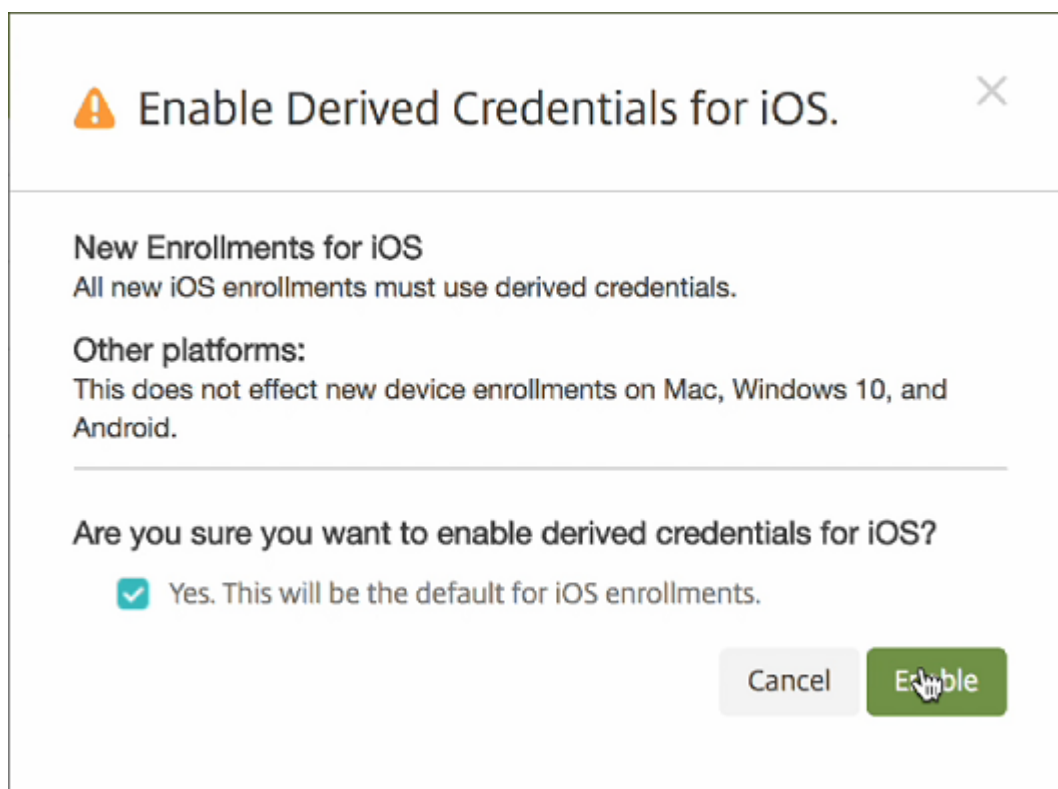 Enable Derived Credentials for iOS.
New Enrollments for iOS
All new iOS enrollments must use derived credentials.
Other platforms:
This does not effect new device enrollments on Mac, Windows 10, and
Android.
Are you sure you want to enable derived credentials for iOS?
Yes. This will be the default for iOS enrollments.
Cancel
Enable